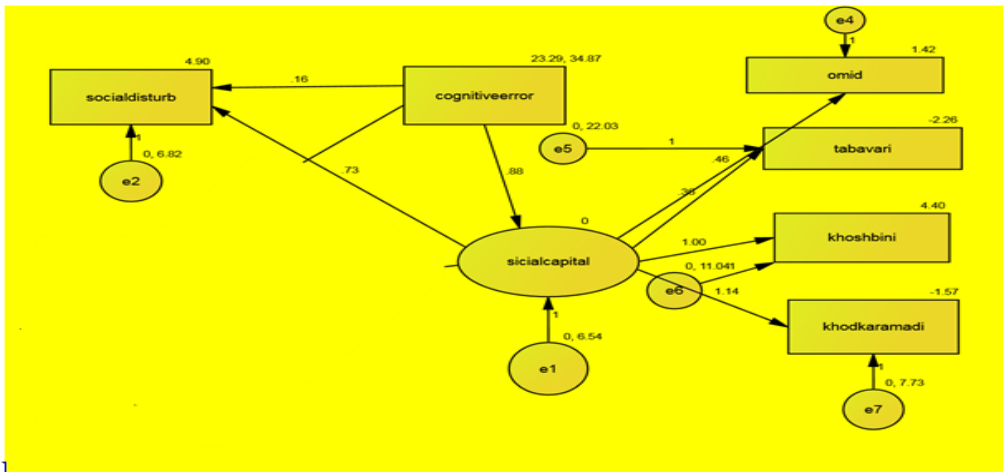 e4
1
1.42
omid
4.90
socialdisturb
.16
23.29, 34.87
cognitiveerror
0, 22.03
e5
1
-2.26
tabavari
1
0, 6.82
e2
.73
.88
.46
.36
0
sicialcapital
1.00
4.40
khoshbini
0, 11.041
e6
1.14
-1.57
khodkaramadi
1
0, 6.54
e1
1
0, 7.73
e7